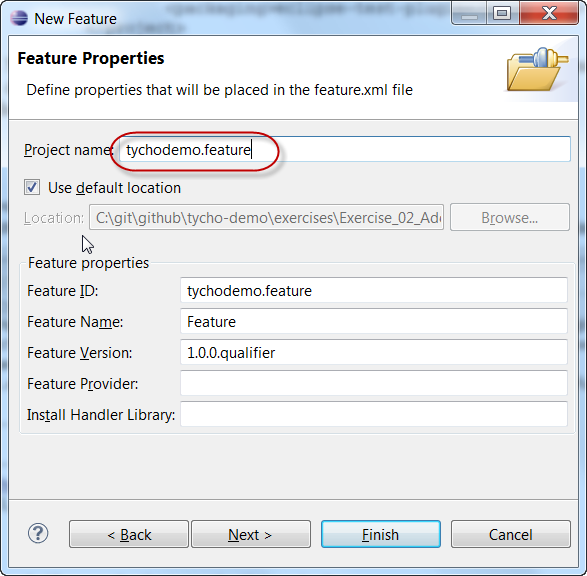 New Feature
Feature Properties
Define properties that will be placed in the feature.xml file
Project name: tychodemo.feature
Use default location
Location: C:\git\github\tycho-demo\exercises\Exercise_02_Ad
Browse...
Feature properties
Feature ID: tychodemo.feature
Feature Name: Feature
Feature Version: 1.0.0.qualifier
Feature Provider:
Install Handler Library:
? < Back Next > Finish Cancel